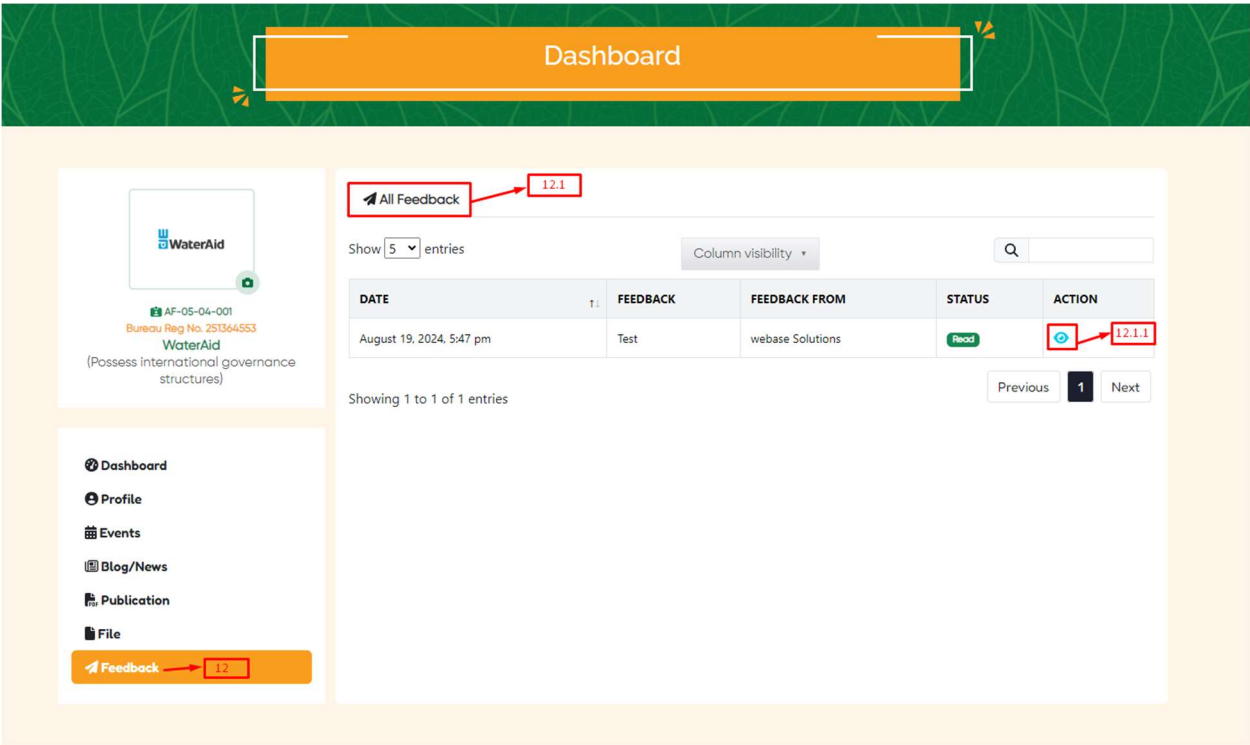 Dashboard
WaterAid
AF-05-04-001
Bureau Reg No. 251364553
WaterAid
(Possess international governance
structures)
Dashboard
Profile
Events
Blog/News
PDF Publication
File
Feedback 12
All Feedback 12.1
Show 5 entries Column visibility
DATE FEEDBACK FEEDBACK FROM STATUS ACTION
August 19, 2024, 5:47 pm Test webase Solutions Read 12.1.1
Showing 1 to 1 of 1 entries Previous 1 Next